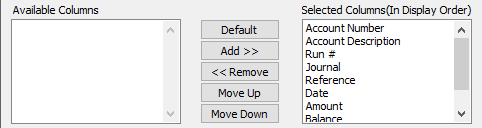 Available Columns
Default
Add >>
<< Remove
Move Up
Move Down
Selected Columns(In Display Order)
Account Number
Account Description
Run #
Journal
Reference
Date
Amount
Balance